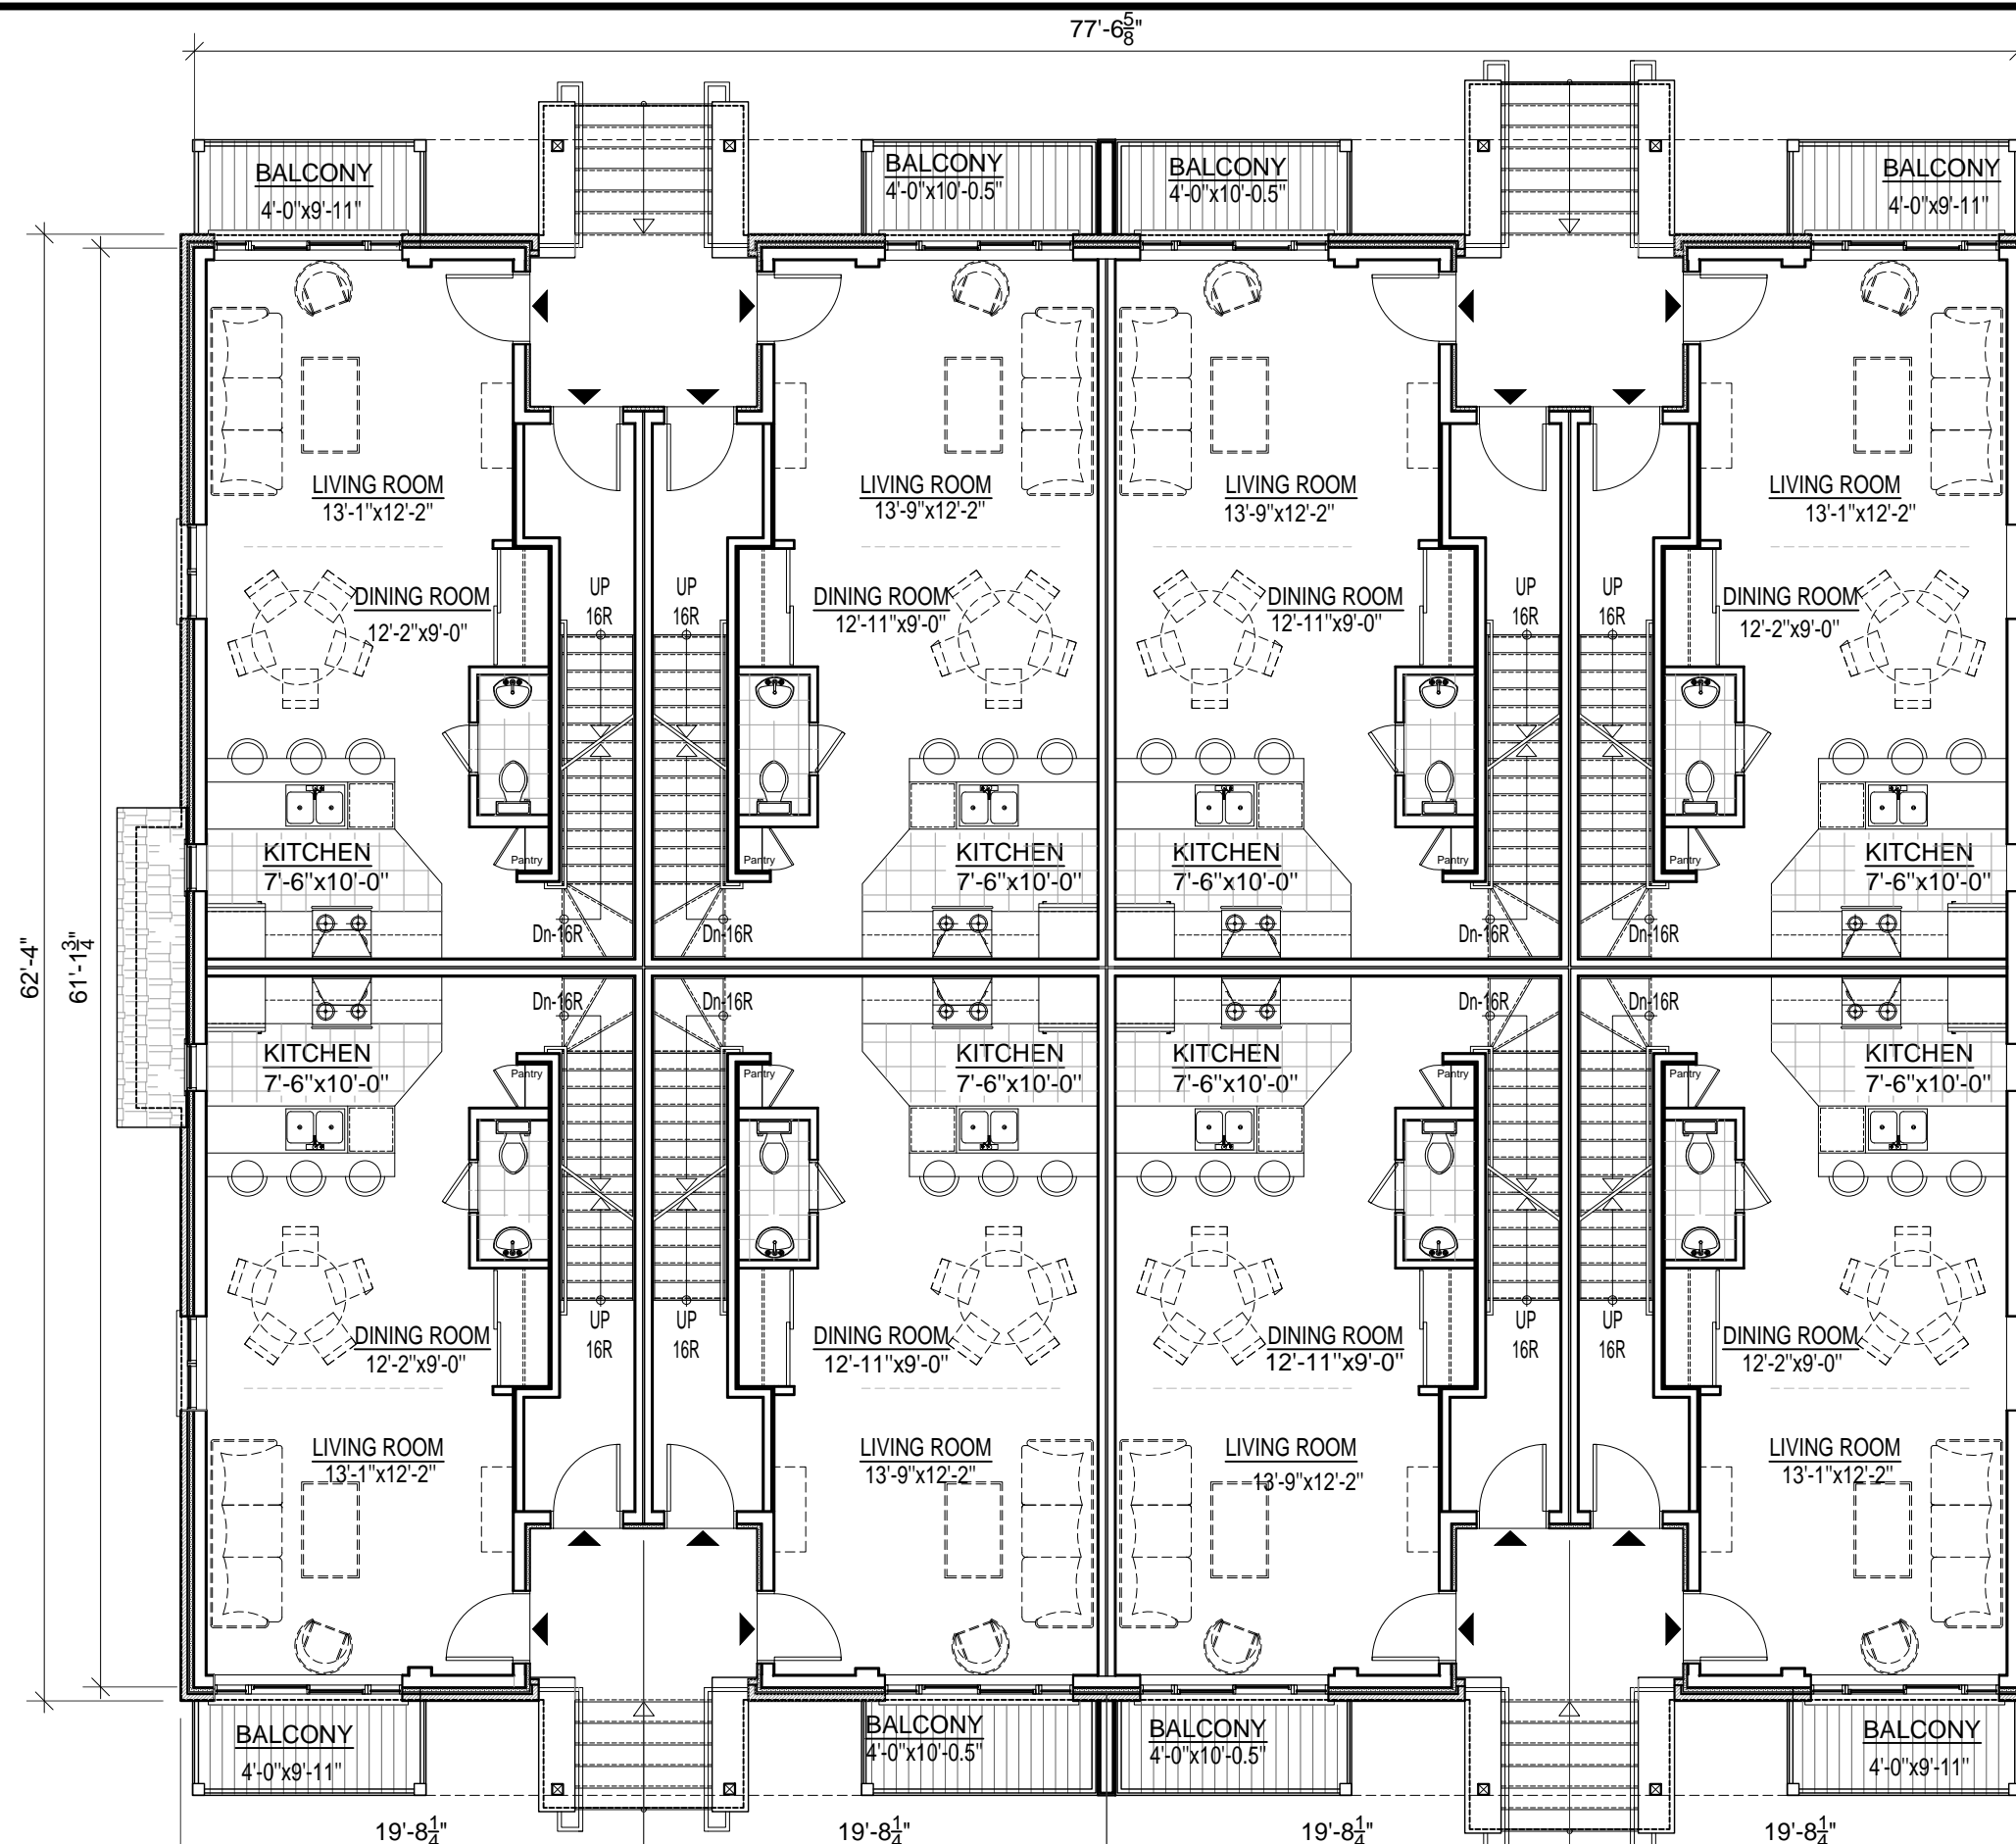 77'-6 5/8"
BALCONY
4'-0"x9'-11"
BALCONY
4'-0"x10'-0.5"
BALCONY
4'-0"x10'-0.5"
BALCONY
4'-0"x9'-11"
LIVING ROOM
13'-1"x12'-2"
LIVING ROOM
13'-9"x12'-2"
LIVING ROOM
13'-9"x12'-2"
LIVING ROOM
13'-1"x12'-2"
DINING ROOM
12'-2"x9'-0"
UP
16R
UP
16R
DINING ROOM
12'-11"x9'-0"
DINING ROOM
12'-11"x9'-0"
UP
16R
UP
16R
DINING ROOM
12'-2"x9'-0"
KITCHEN
7'-6"x10'-0"
Pantry
Pantry
KITCHEN
7'-6"x10'-0"
KITCHEN
7'-6"x10'-0"
Pantry
Pantry
KITCHEN
7'-6"x10'-0"
Dn-16R
Dn-16R
Dn-16R
Dn-16R
62'-4"
61'-1 3/4"
Dn-16R
Dn-16R
Dn-16R
Dn-16R
KITCHEN
7'-6"x10'-0"
Pantry
Pantry
KITCHEN
7'-6"x10'-0"
KITCHEN
7'-6"x10'-0"
Pantry
Pantry
KITCHEN
7'-6"x10'-0"
DINING ROOM
12'-2"x9'-0"
UP
16R
UP
16R
DINING ROOM
12'-11"x9'-0"
DINING ROOM
12'-11"x9'-0"
UP
16R
UP
16R
DINING ROOM
12'-2"x9'-0"
LIVING ROOM
13'-1"x12'-2"
LIVING ROOM
13'-9"x12'-2"
LIVING ROOM
13'-9"x12'-2"
LIVING ROOM
13'-1"x12'-2"
BALCONY
4'-0"x9'-11"
BALCONY
4'-0"x10'-0.5"
BALCONY
4'-0"x10'-0.5"
BALCONY
4'-0"x9'-11"
19'-8 1/4"
19'-8 1/4"
19'-8 1/4"
19'-8 1/4"